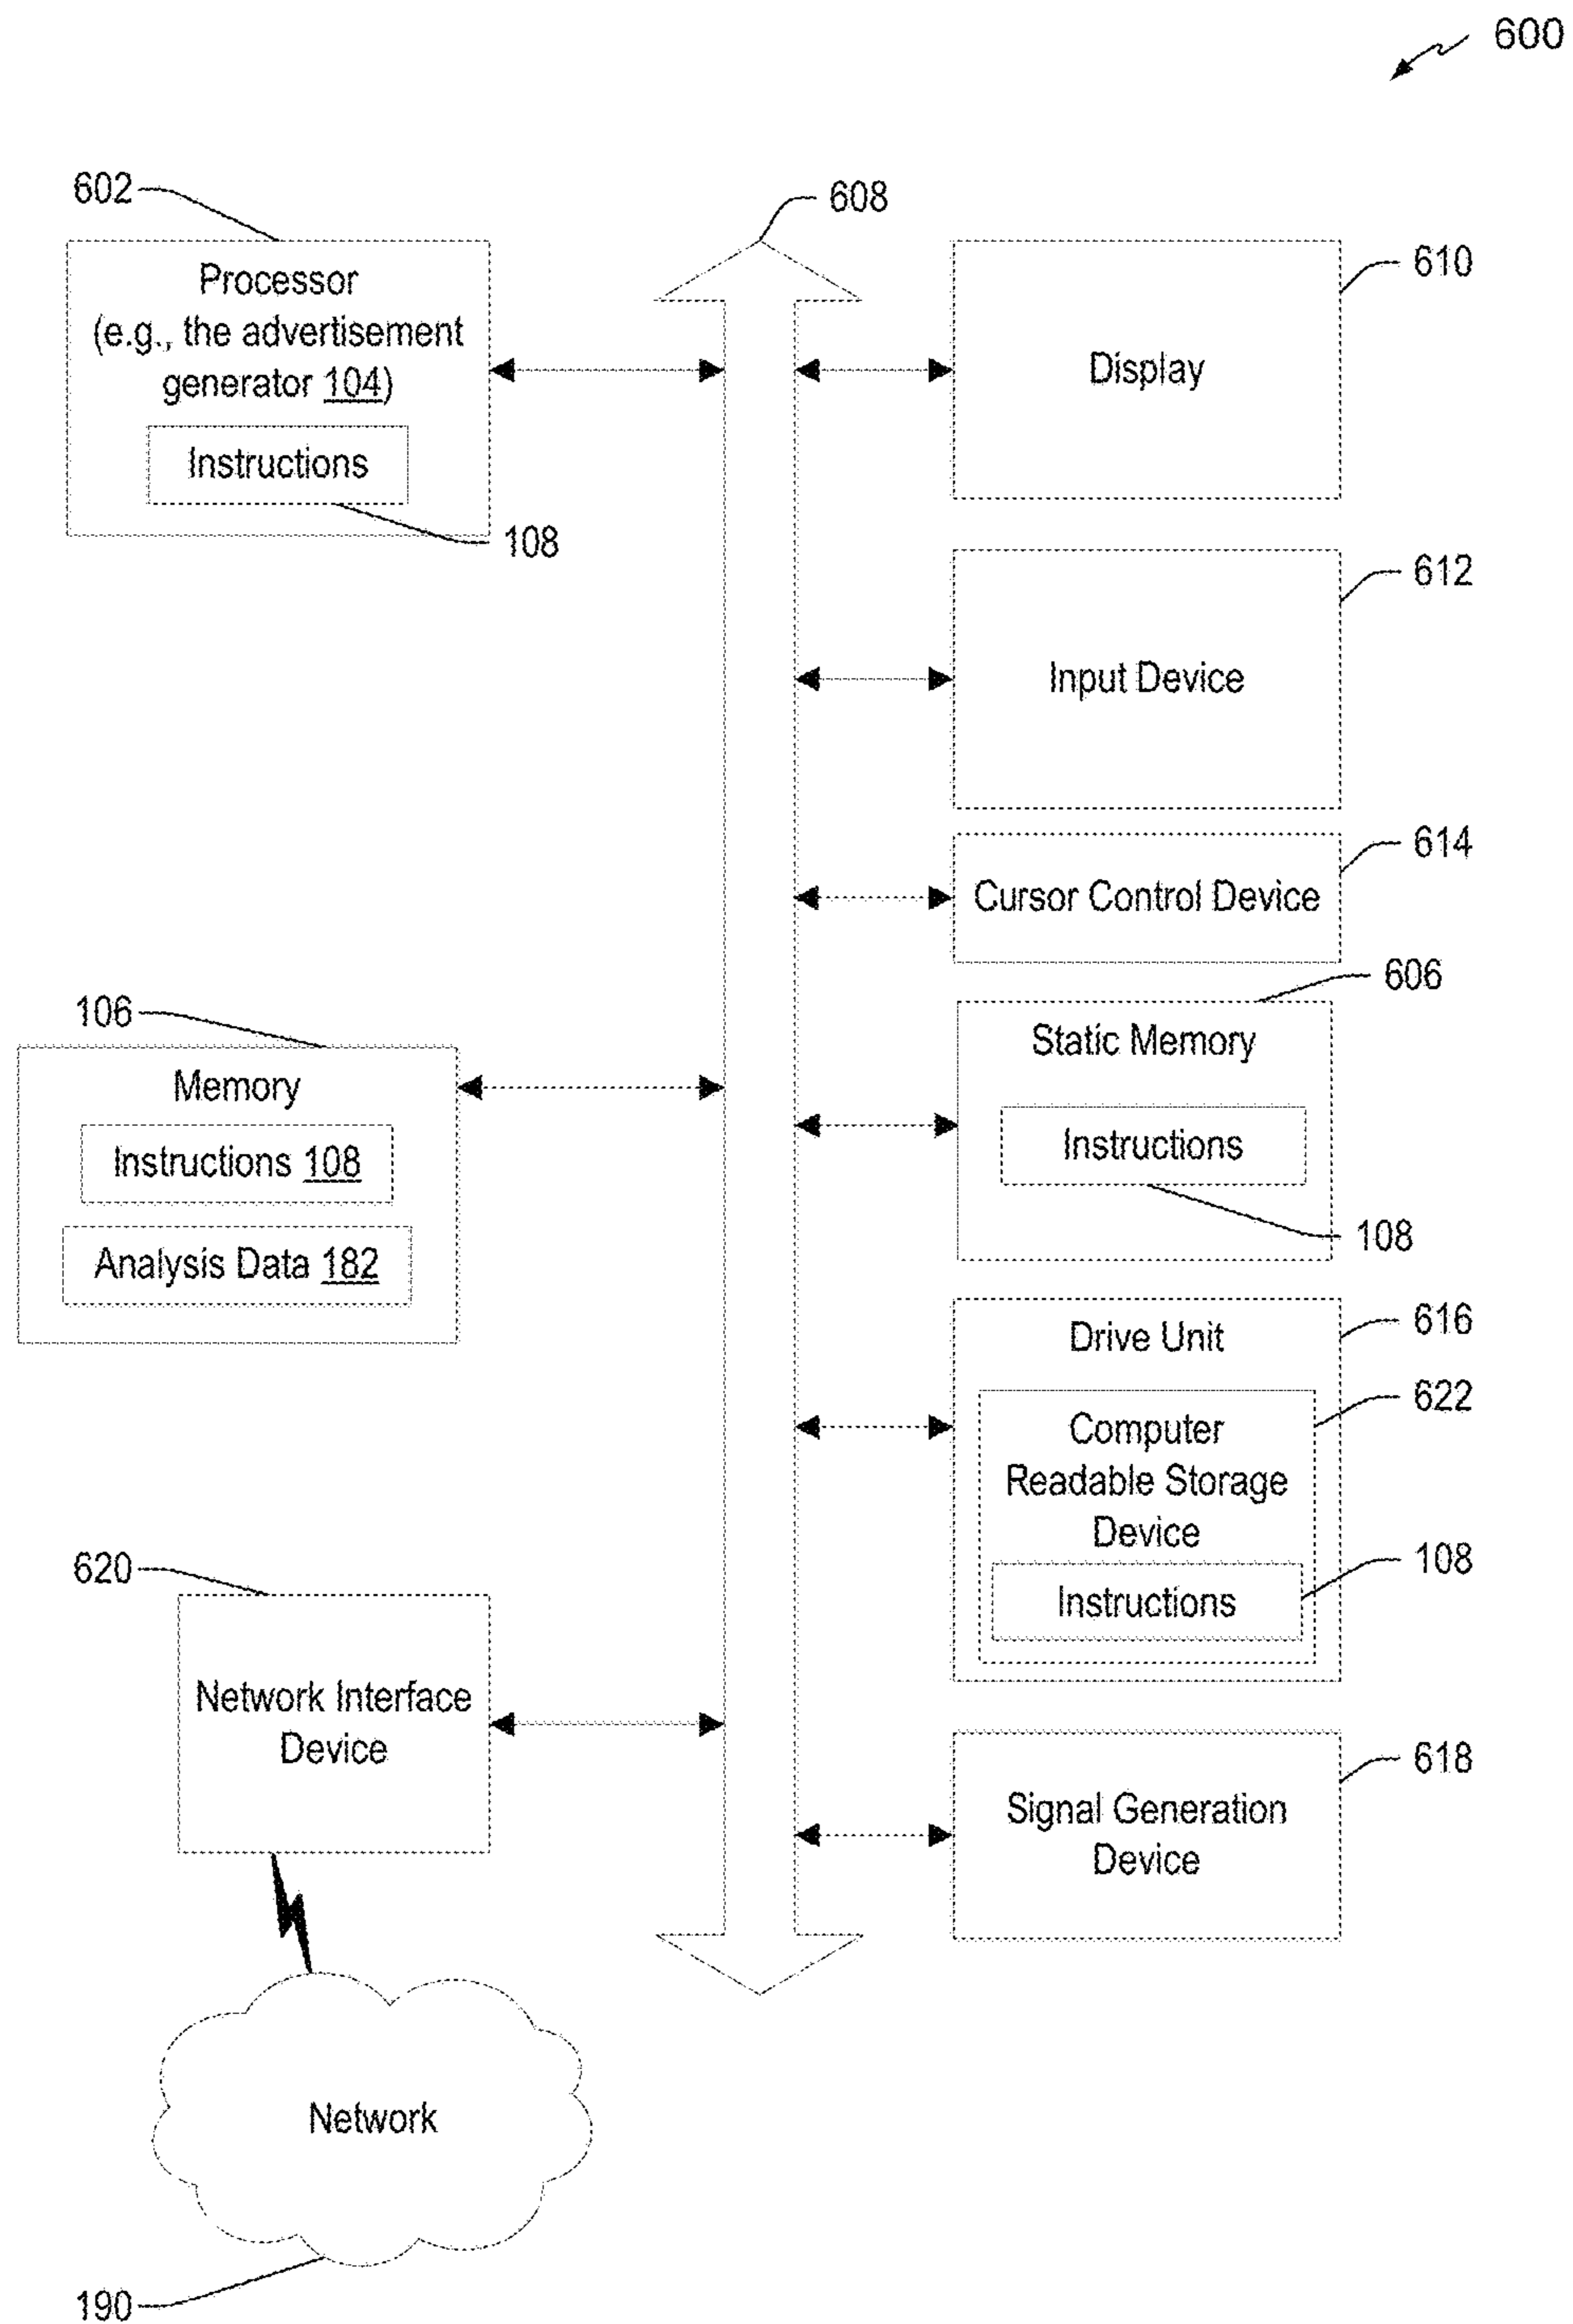 600
602
Processor
(e.g., the advertisement
generator 104)
Instructions
108
608
610
Display
612
Input Device
614
Cursor Control Device
106
Memory
Instructions 108
Analysis Data 182
606
Static Memory
Instructions
108
616
Drive Unit
622
Computer
Readable Storage
Device
108
Instructions
620
Network Interface
Device
618
Signal Generation
Device
Network
190